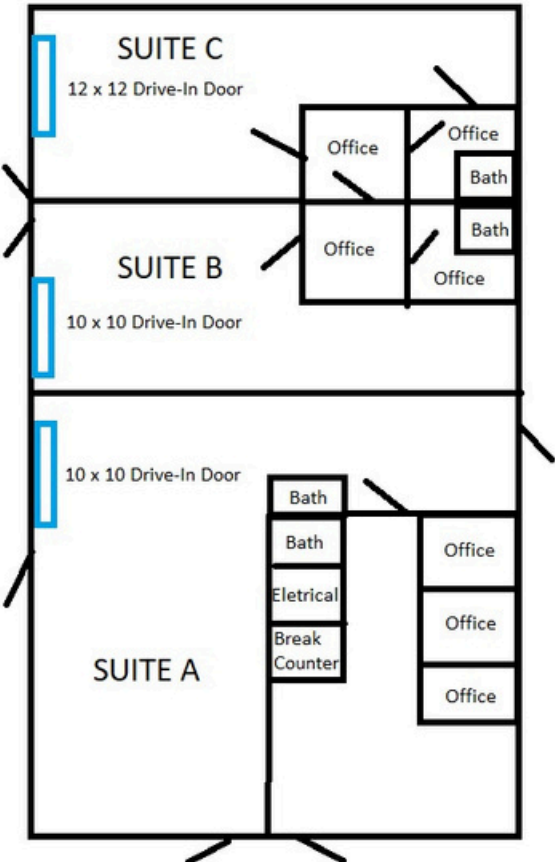 SUITE C
12 x 12 Drive-In Door
Office
Office
Bath
Bath
SUITE B
Office
Office
10 x 10 Drive-In Door
10 x 10 Drive-In Door
Bath
Bath
Office
Eletrical
Office
Break
Counter
SUITE A
Office